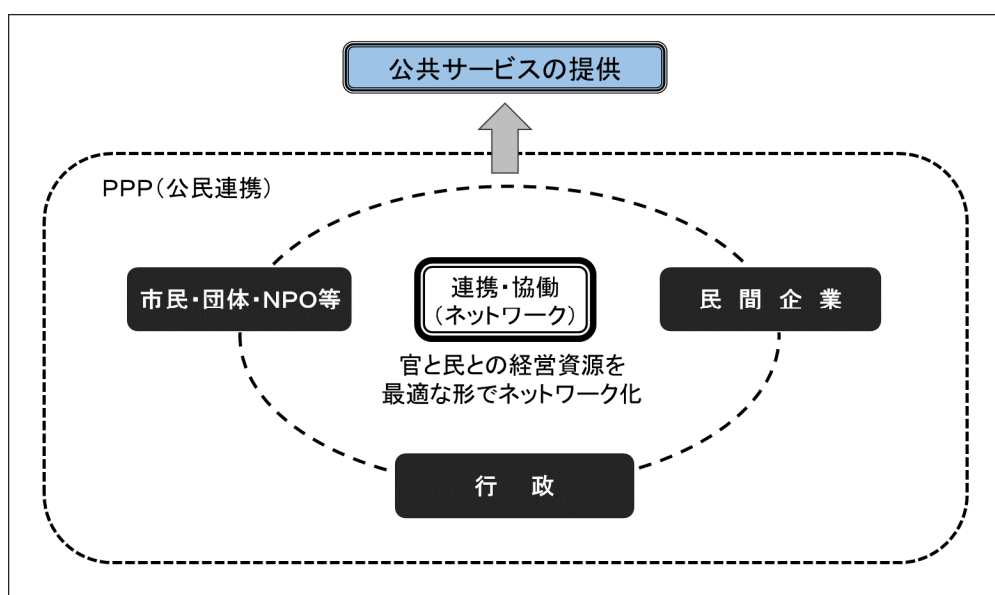 公共サービスの提供
PPP(公民連携)
市民・団体・NPO等
連携・協働
(ネットワーク)
民間企業
官と民との経営資源を
最適な形でネットワーク化
行政